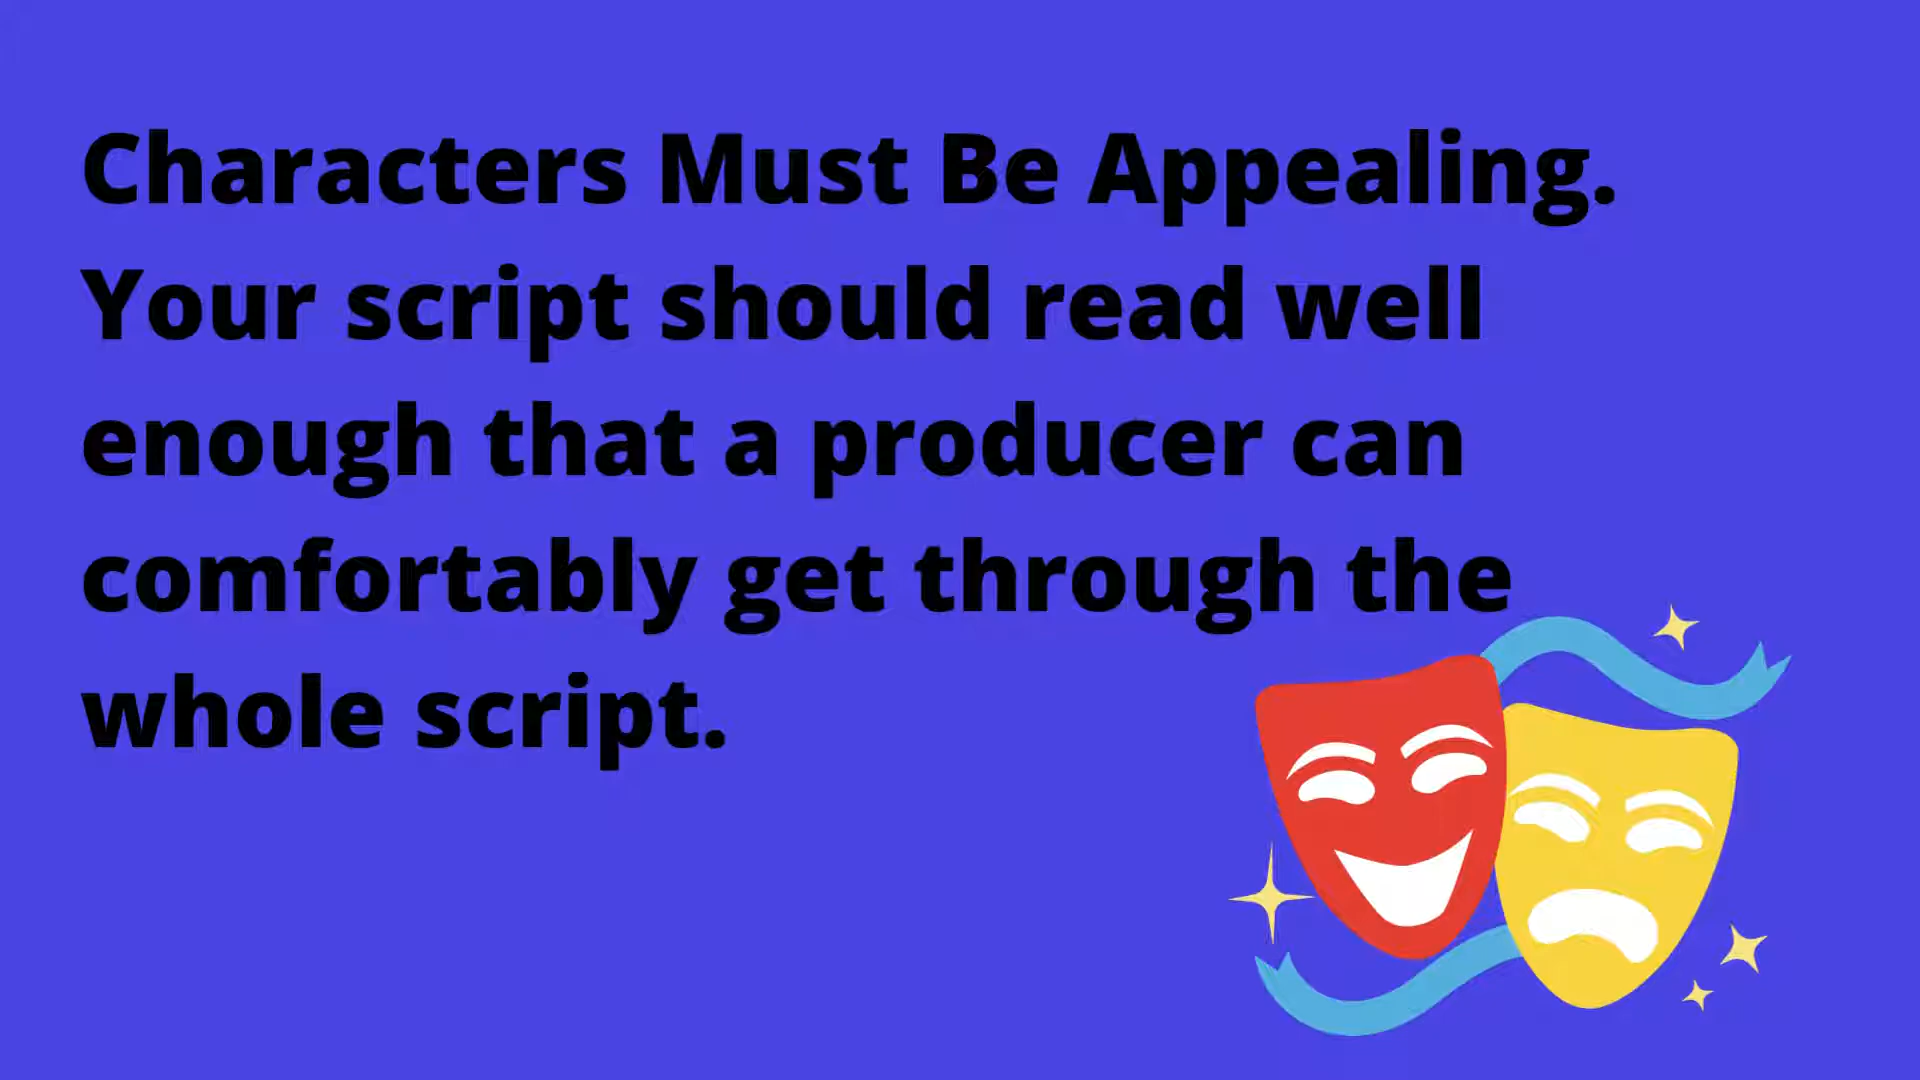 Characters Must Be Appealing.
Your script should read well
enough that a producer can
comfortably get through the
whole script.